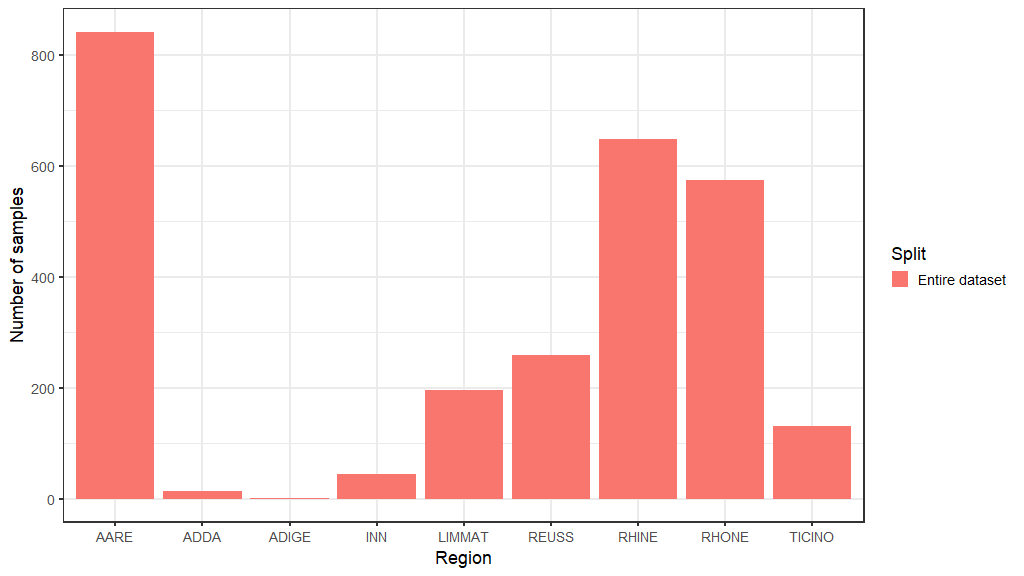 Number of samples
800
600
400
200
0
AARE ADDA ADIGE INN LIMMAT REUSS RHINE RHONE TICINO
Region
Split
Entire dataset